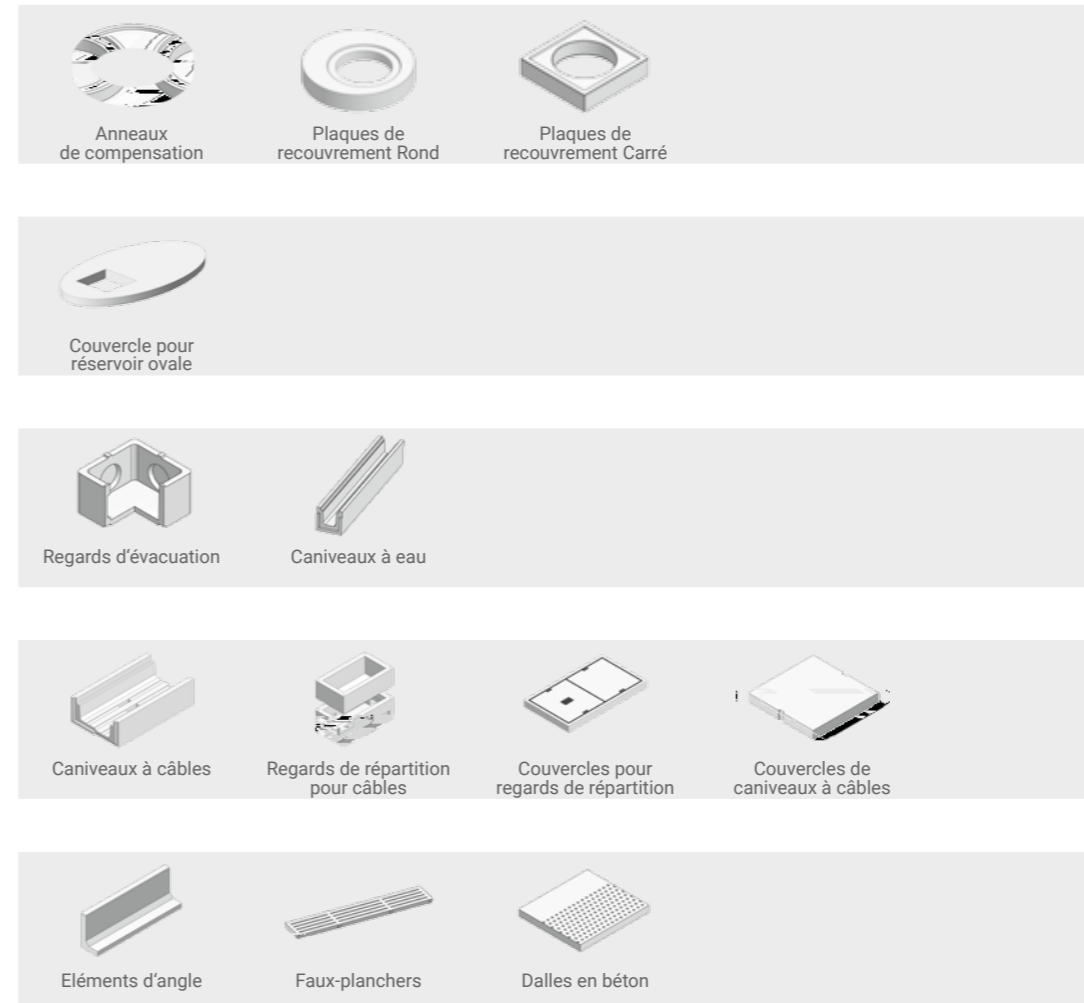 Anneaux
de compensation
Plaques de
recouvrement Rond
Plaques de
recouvrement Carré
Couvercle pour
réservoir ovale
Regards d‘évacuation
Caniveaux à eau
Caniveaux à câbles
Regards de répartition
pour câbles
Couvercles pour
regards de répartition
Couvercles de
caniveaux à câbles
Eléments d‘angle
Faux-planchers
Dalles en béton